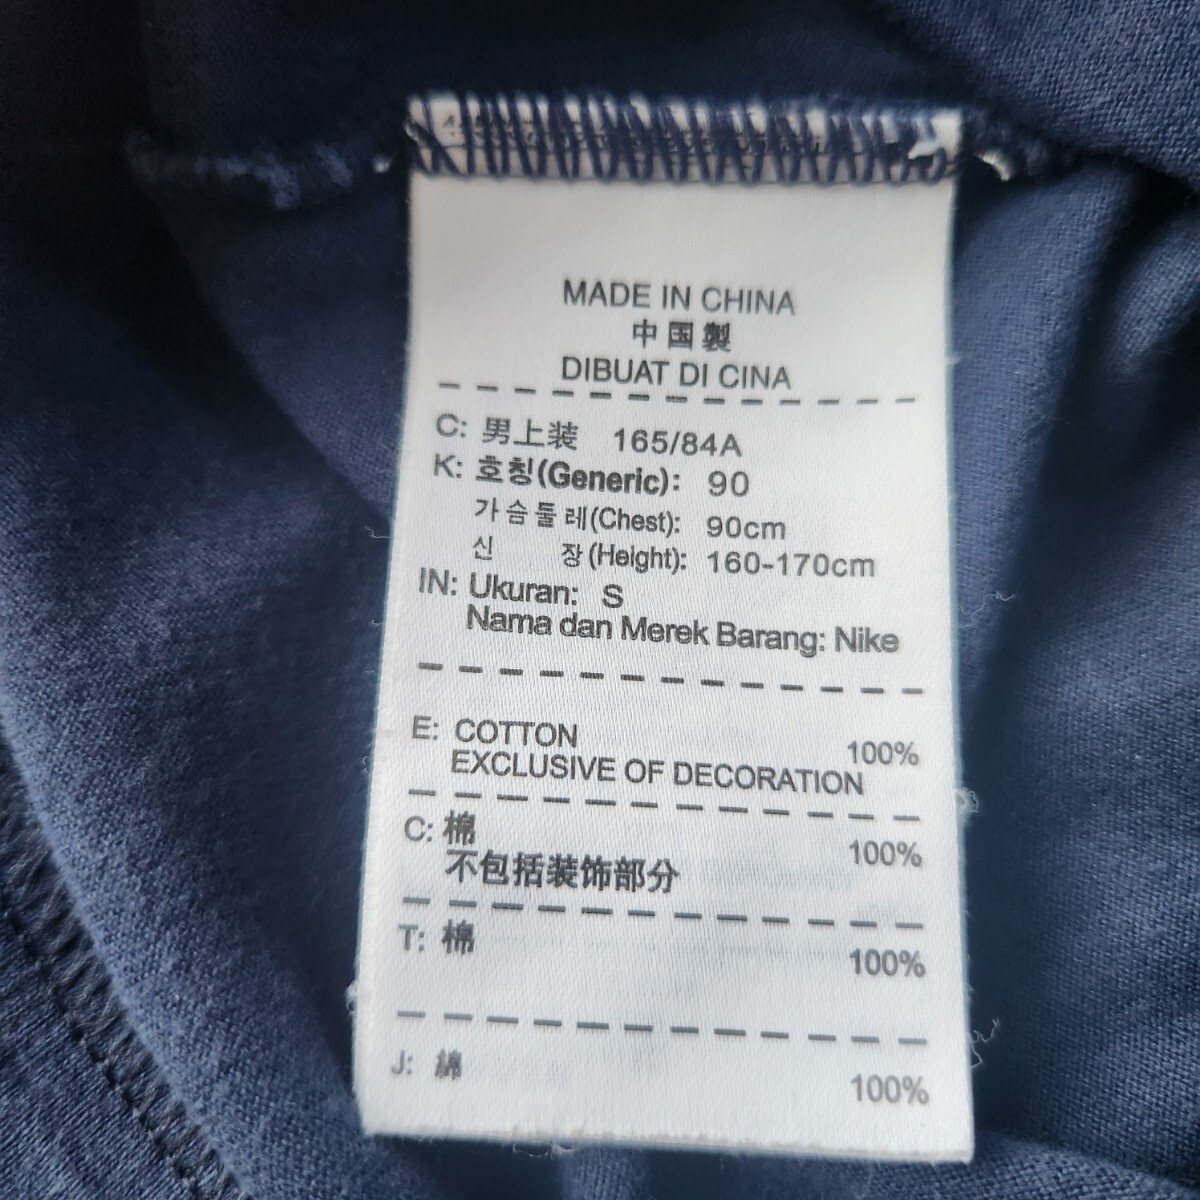 MADE IN CHINA
中国製
DIBUAT DI CINA
C: 男上装 165/84A
K: 호칭(Generic): 90
가슴둘레(Chest): 90cm
신 장(Height): 160-170cm
IN: Ukuran: S
Nama dan Merek Barang: Nike
E: COTTON 100%
EXCLUSIVE OF DECORATION
C: 棉 100%
不包括装饰部分
T: 棉 100%
J: 綿 100%